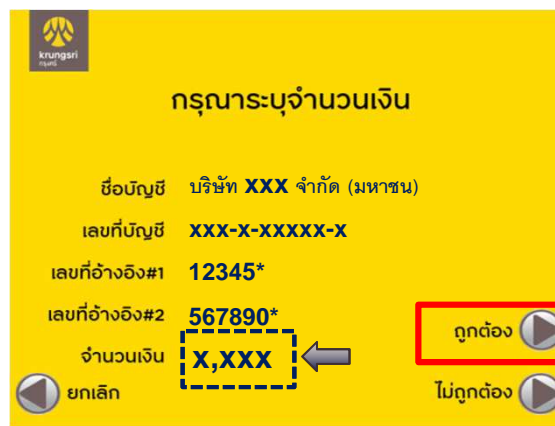 krungsri
กรุงศรี
กรุณาระบุจำนวนเงิน
ชื่อบัญชี บริษัท XXX จำกัด (มหาชน)
เลขที่บัญชี xxx-x-xxxxx-x
เลขที่อ้างอิง#1 12345*
เลขที่อ้างอิง#2 567890*
ถูกต้อง
จำนวนเงิน x,xxx
ยกเลิก ไม่ถูกต้อง